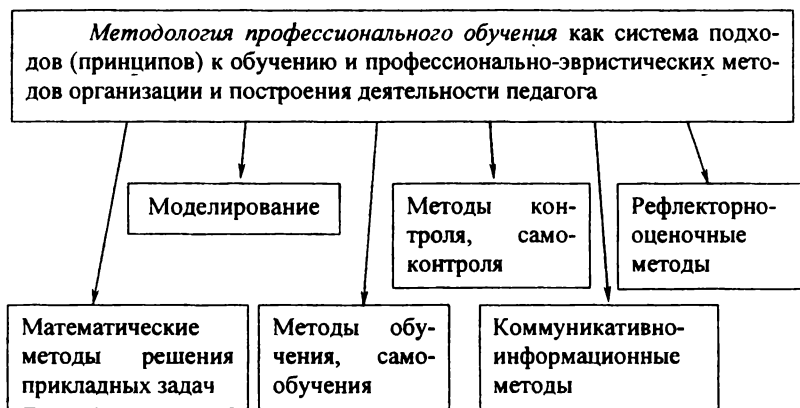 Методология профессионального обучения как система подхо-
дов (принципов) к обучению и профессионально-эвристических мето-
дов организации и построения деятельности педагога
Моделирование
Методы кон-
троля, само-
контроля
Рефлекторно-
оценочные
методы
Математические
методы решения
прикладных задач
Методы обу-
чения, само-
обучения
Коммуникативно-
информационные
методы